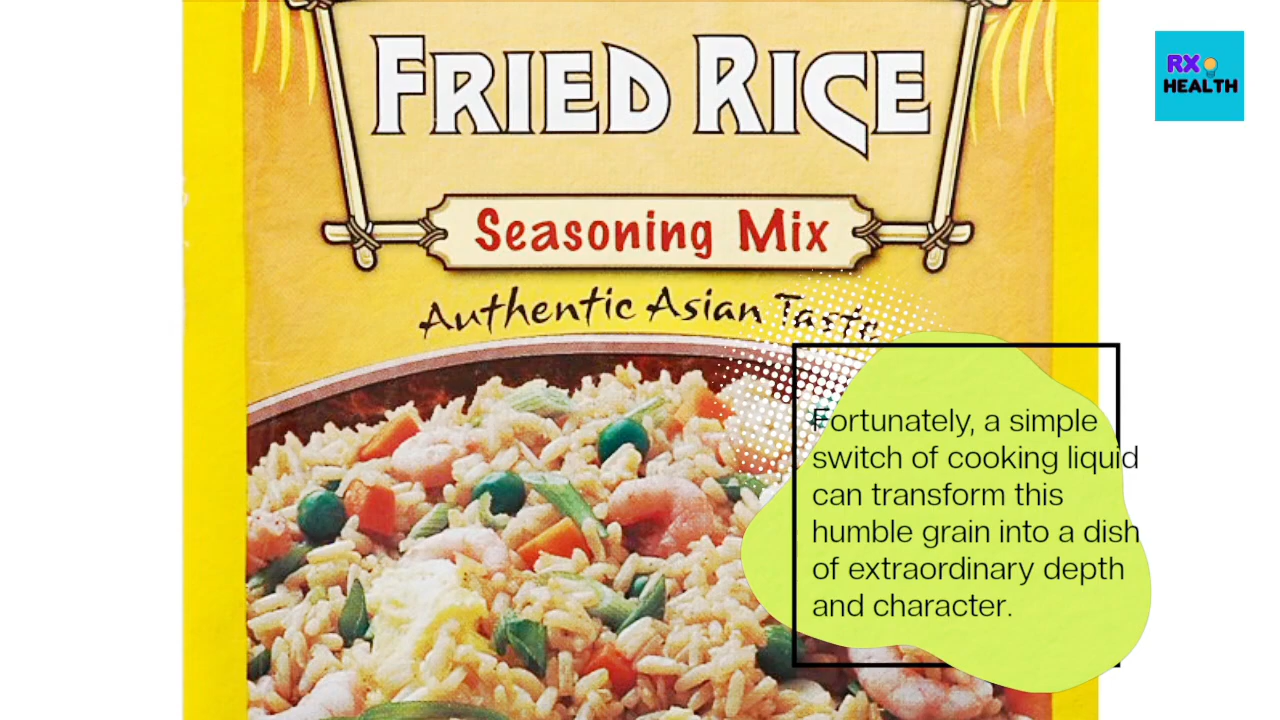 FRIED RICE
Seasoning Mix
Authentic Asian Taste
RX
HEALTH
Fortunately, a simple
switch of cooking liquid
can transform this
humble grain into a dish
of extraordinary depth
and character.